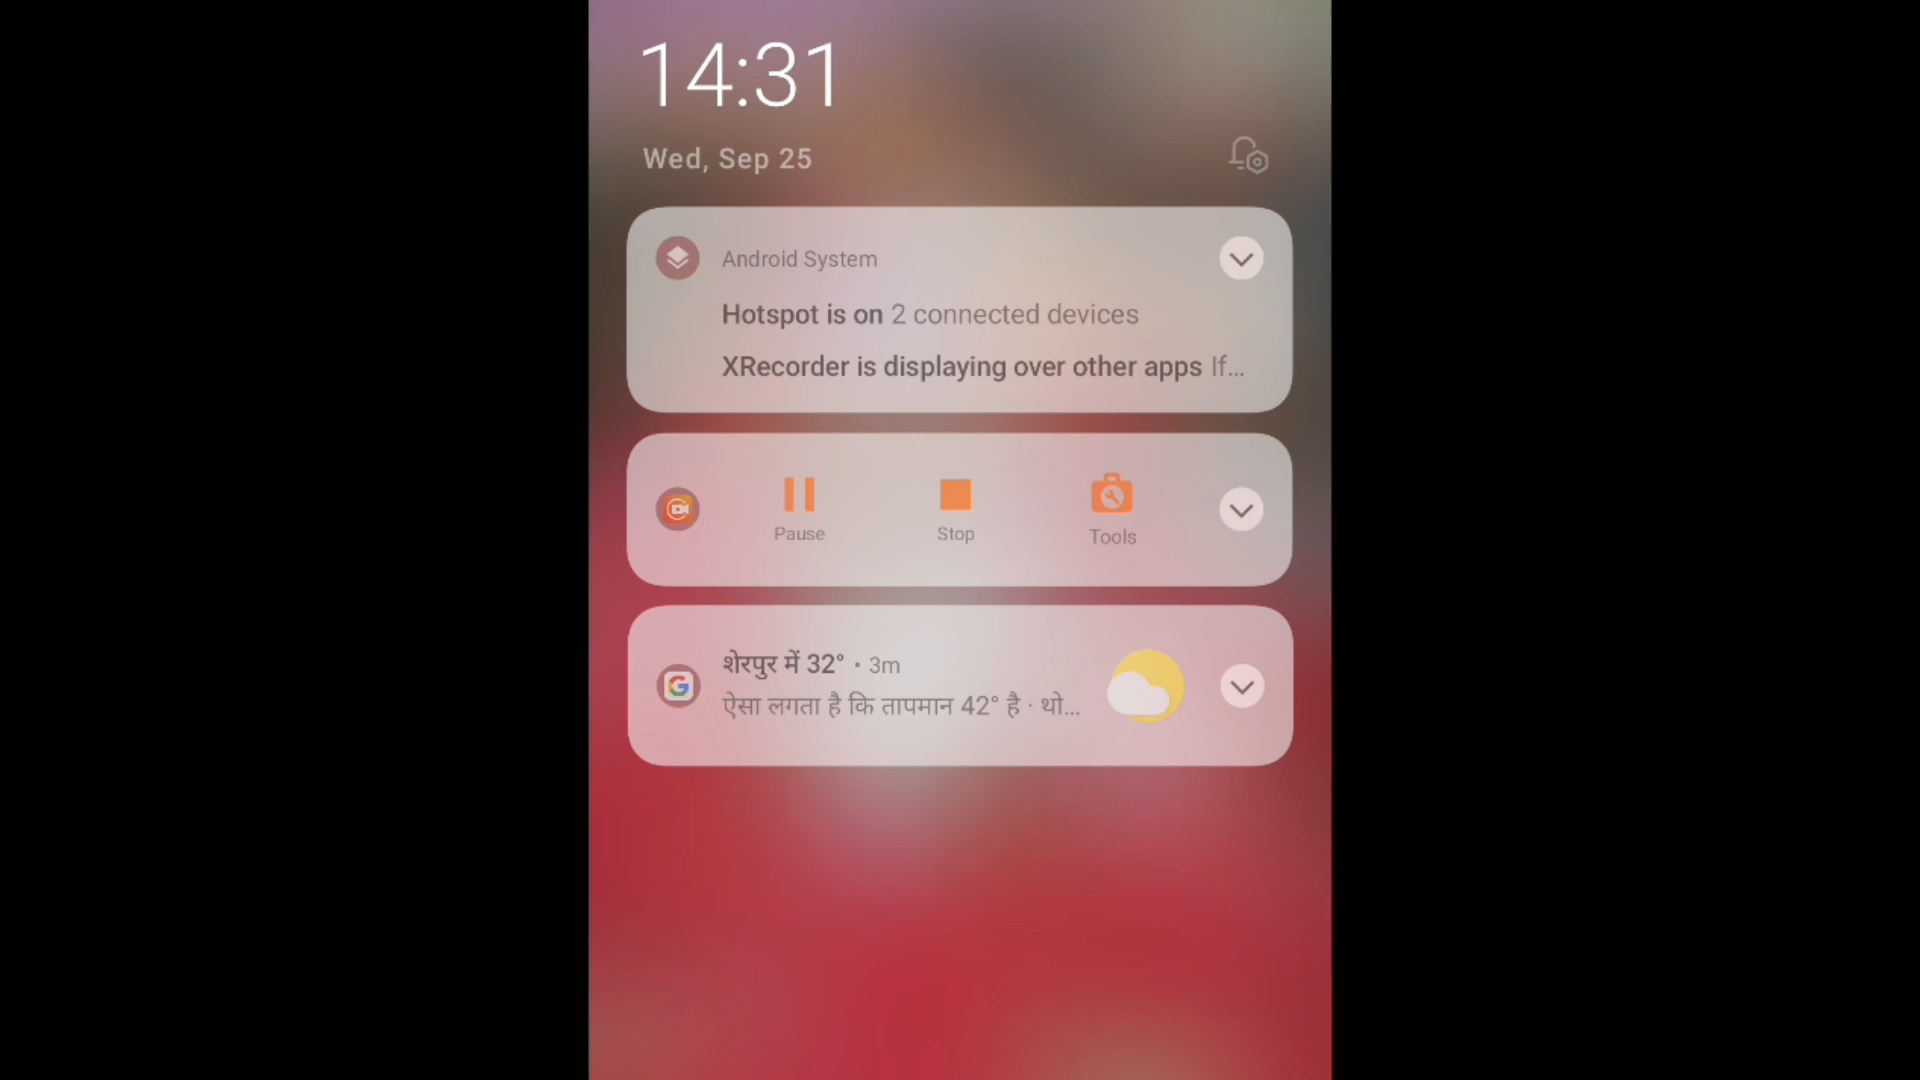 14:31
Wed, Sep 25
Android System
Hotspot is on 2 connected devices
XRecorder is displaying over other apps If...
Pause Stop Tools
शेरपुर में 32° • 3m
ऐसा लगता है कि तापमान 42° है · थो...